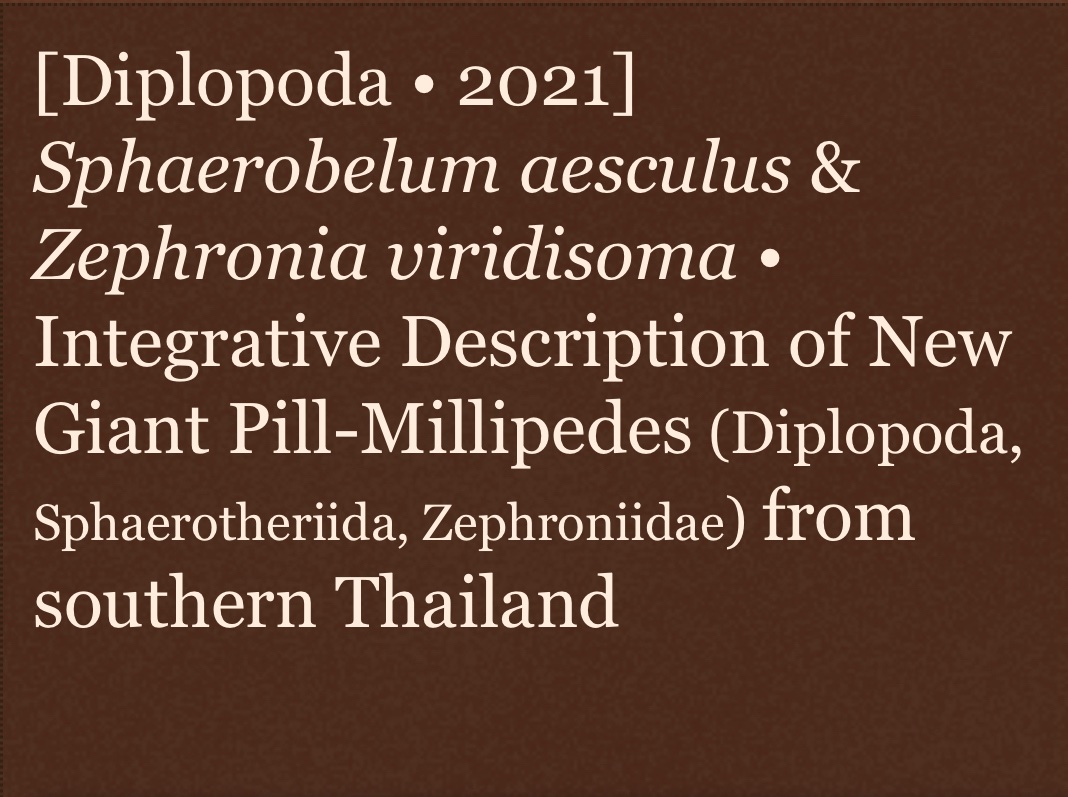 [Diplopoda • 2021]
Sphaerobelum aesculus &
Zephronia viridisoma •
Integrative Description of New
Giant Pill-Millipedes (Diplopoda,
Sphaerotheriida, Zephroniidae) from
southern Thailand